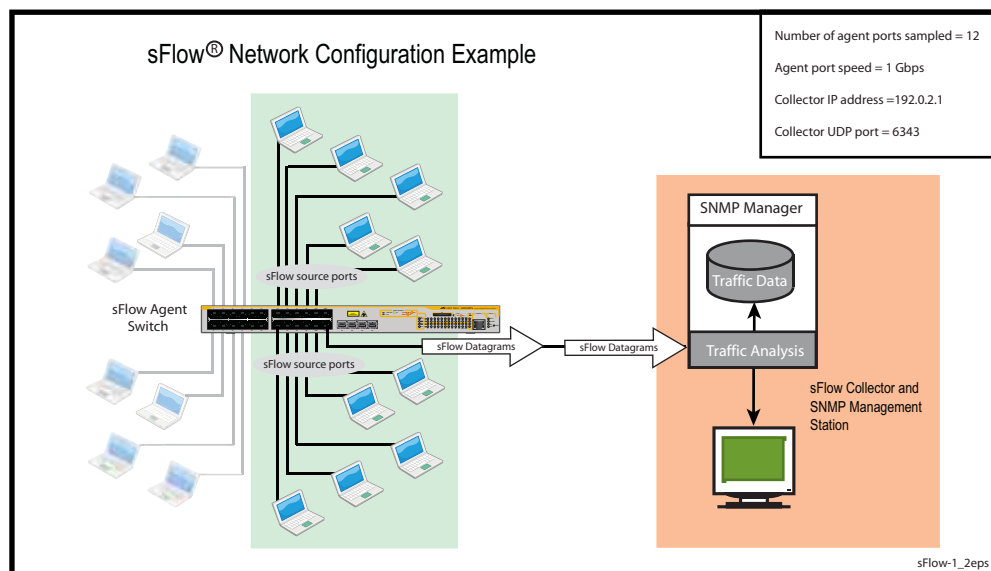 sFlow® Network Configuration Example
Number of agent ports sampled = 12
Agent port speed = 1 Gbps
Collector IP address =192.0.2.1
Collector UDP port = 6343
SNMP Manager
Traffic Data
sFlow source ports
sFlow Agent
Switch
sFlow Datagrams
sFlow Datagrams
Traffic Analysis
sFlow source ports
sFlow Collector and
SNMP Management
Station
sFlow-1_2eps